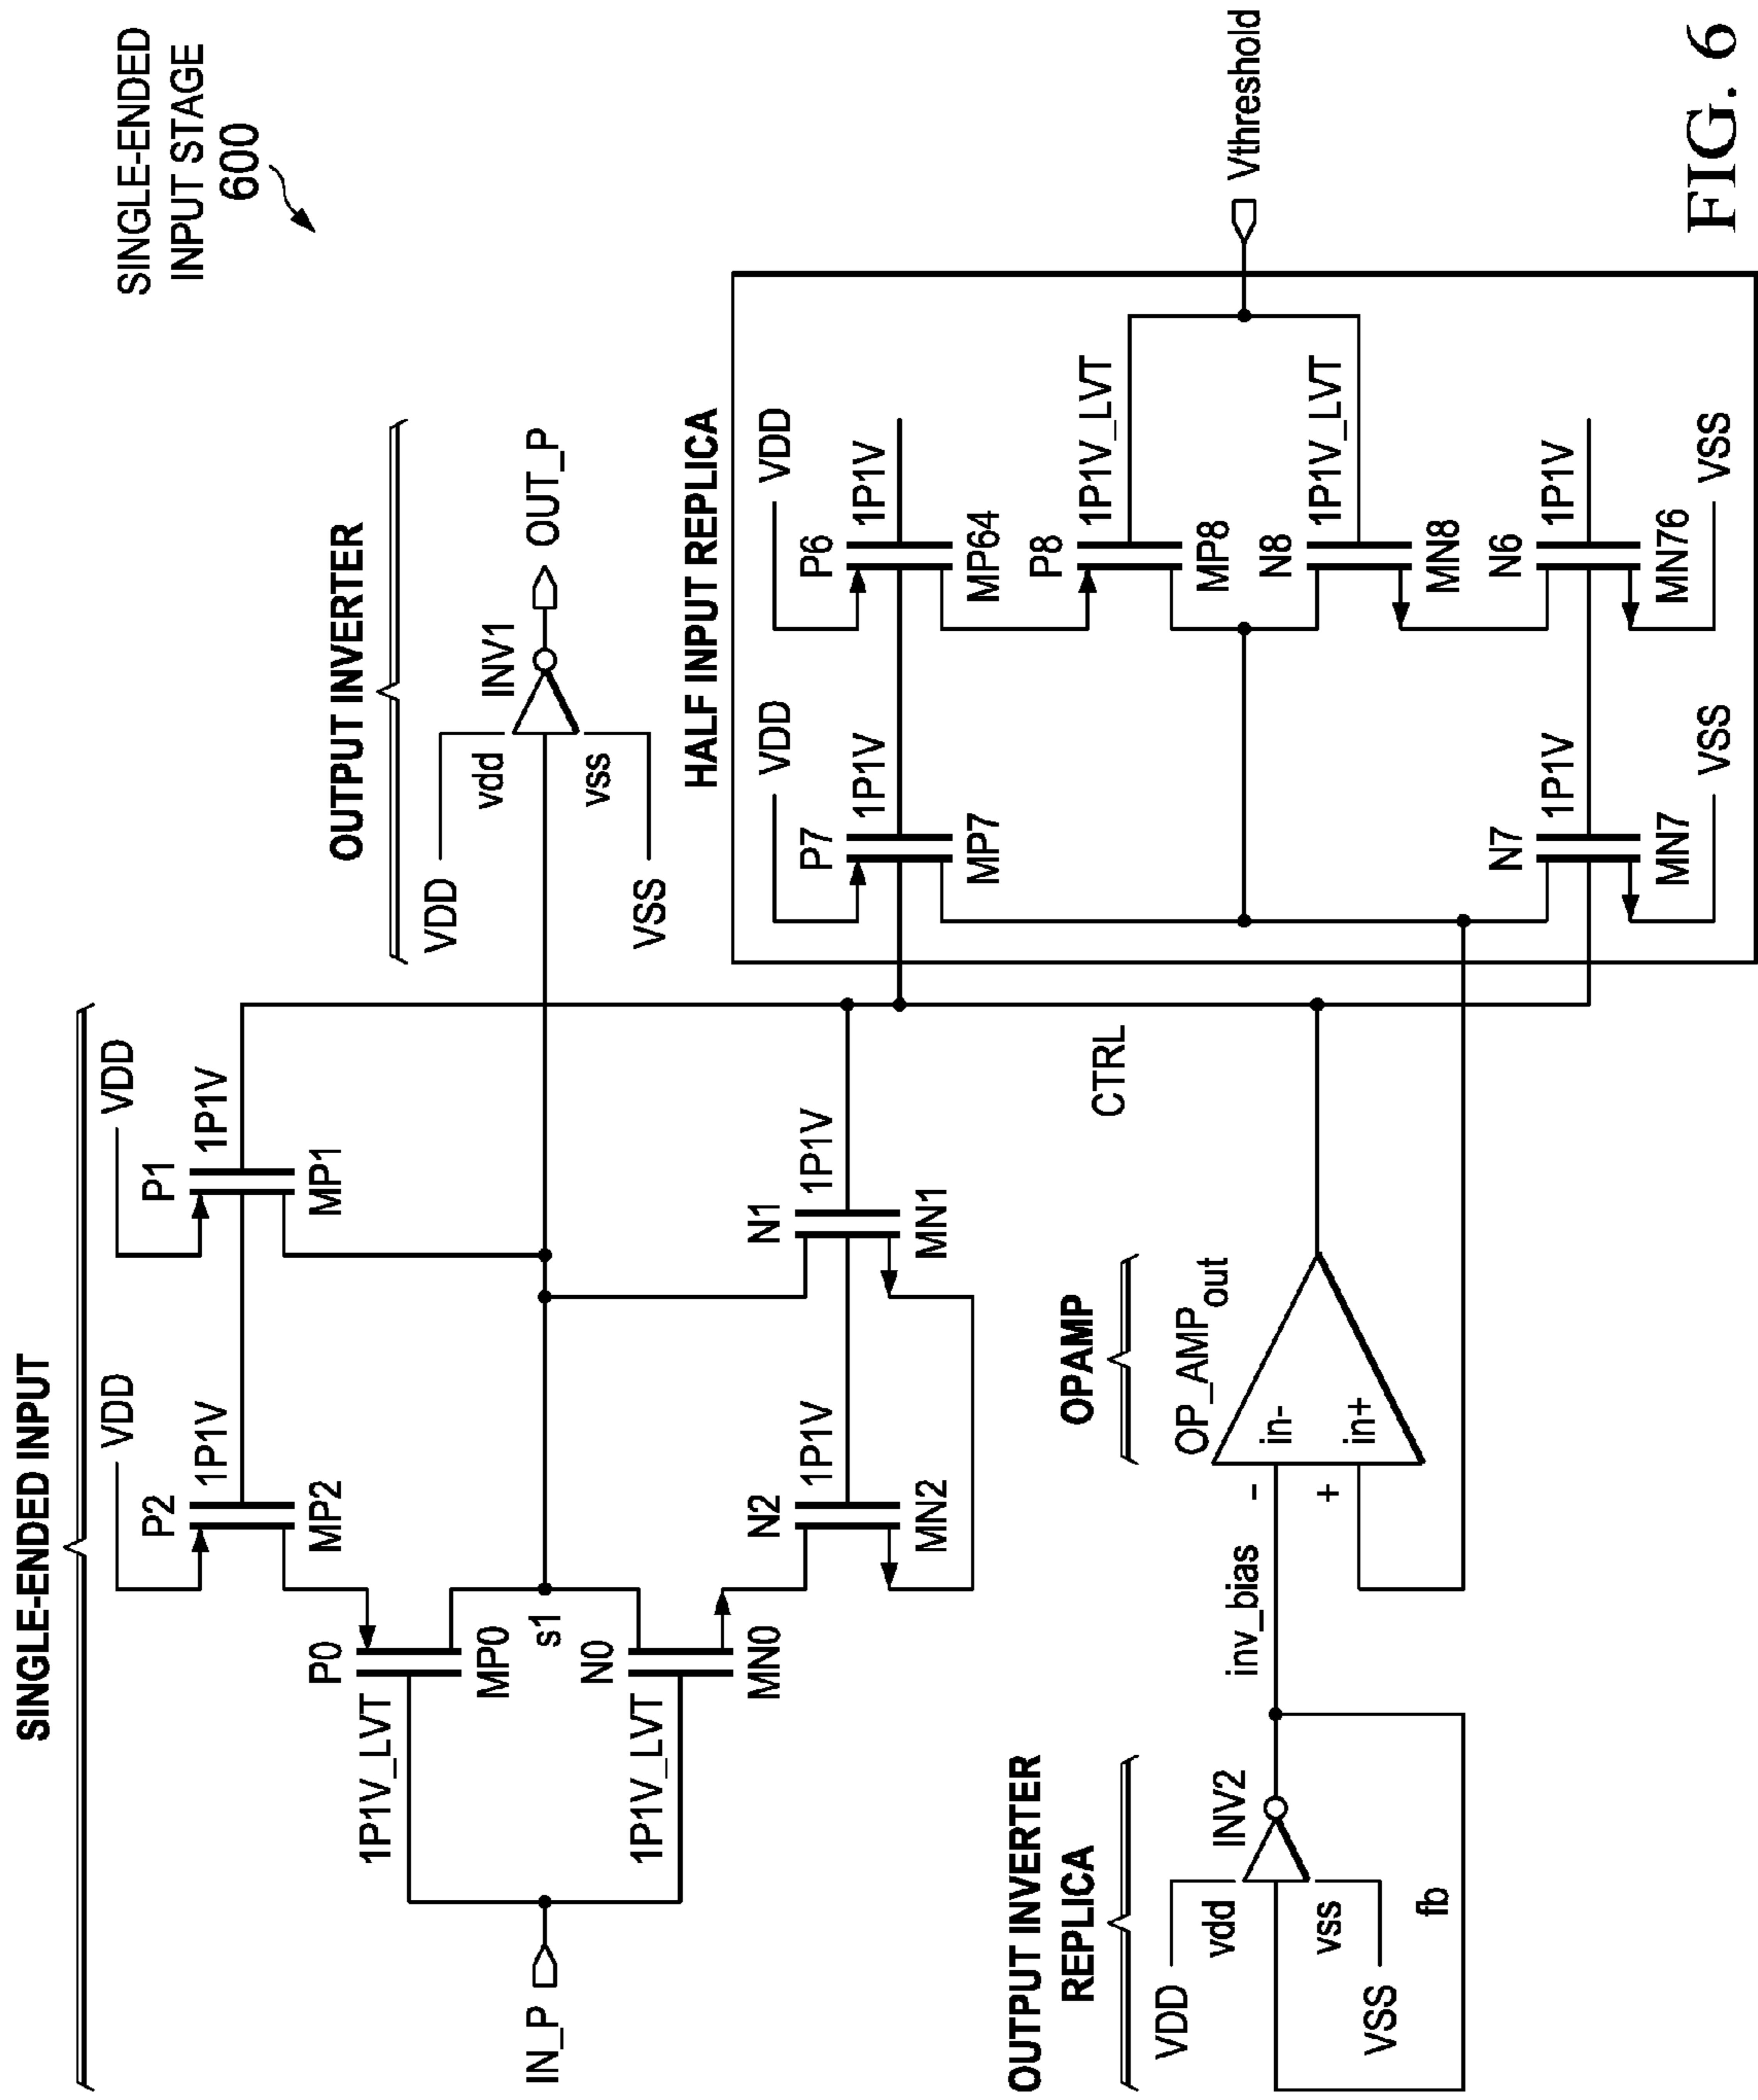 SINGLE-ENDED
INPUT STAGE
600
SINGLE-ENDED INPUT
VDD
VDD
P2
1P1V
MP2
P1
1P1V
MP1
P0
1P1V_LVT
MP0
s1
IN_P
N0
1P1V_LVT
MN0
N2
1P1V
MN2
N1
1P1V
MN1
OUTPUT INVERTER
VDD
vdd
INV1
OUT_P
vss
VSS
OUTPUT INVERTER
REPLICA
VDD
vdd
INV2
vss
VSS
fb
inv_bias
OPAMP
OP_AMP
out
-
in-
+
in+
CTRL
HALF INPUT REPLICA
VDD
VDD
P7
1P1V
MP7
P6
1P1V
MP64
P8
1P1V_LVT
MP8
N8
1P1V_LVT
MN8
N7
1P1V
MN7
N6
1P1V
MN76
VSS
VSS
Vthreshold
FIG. 6